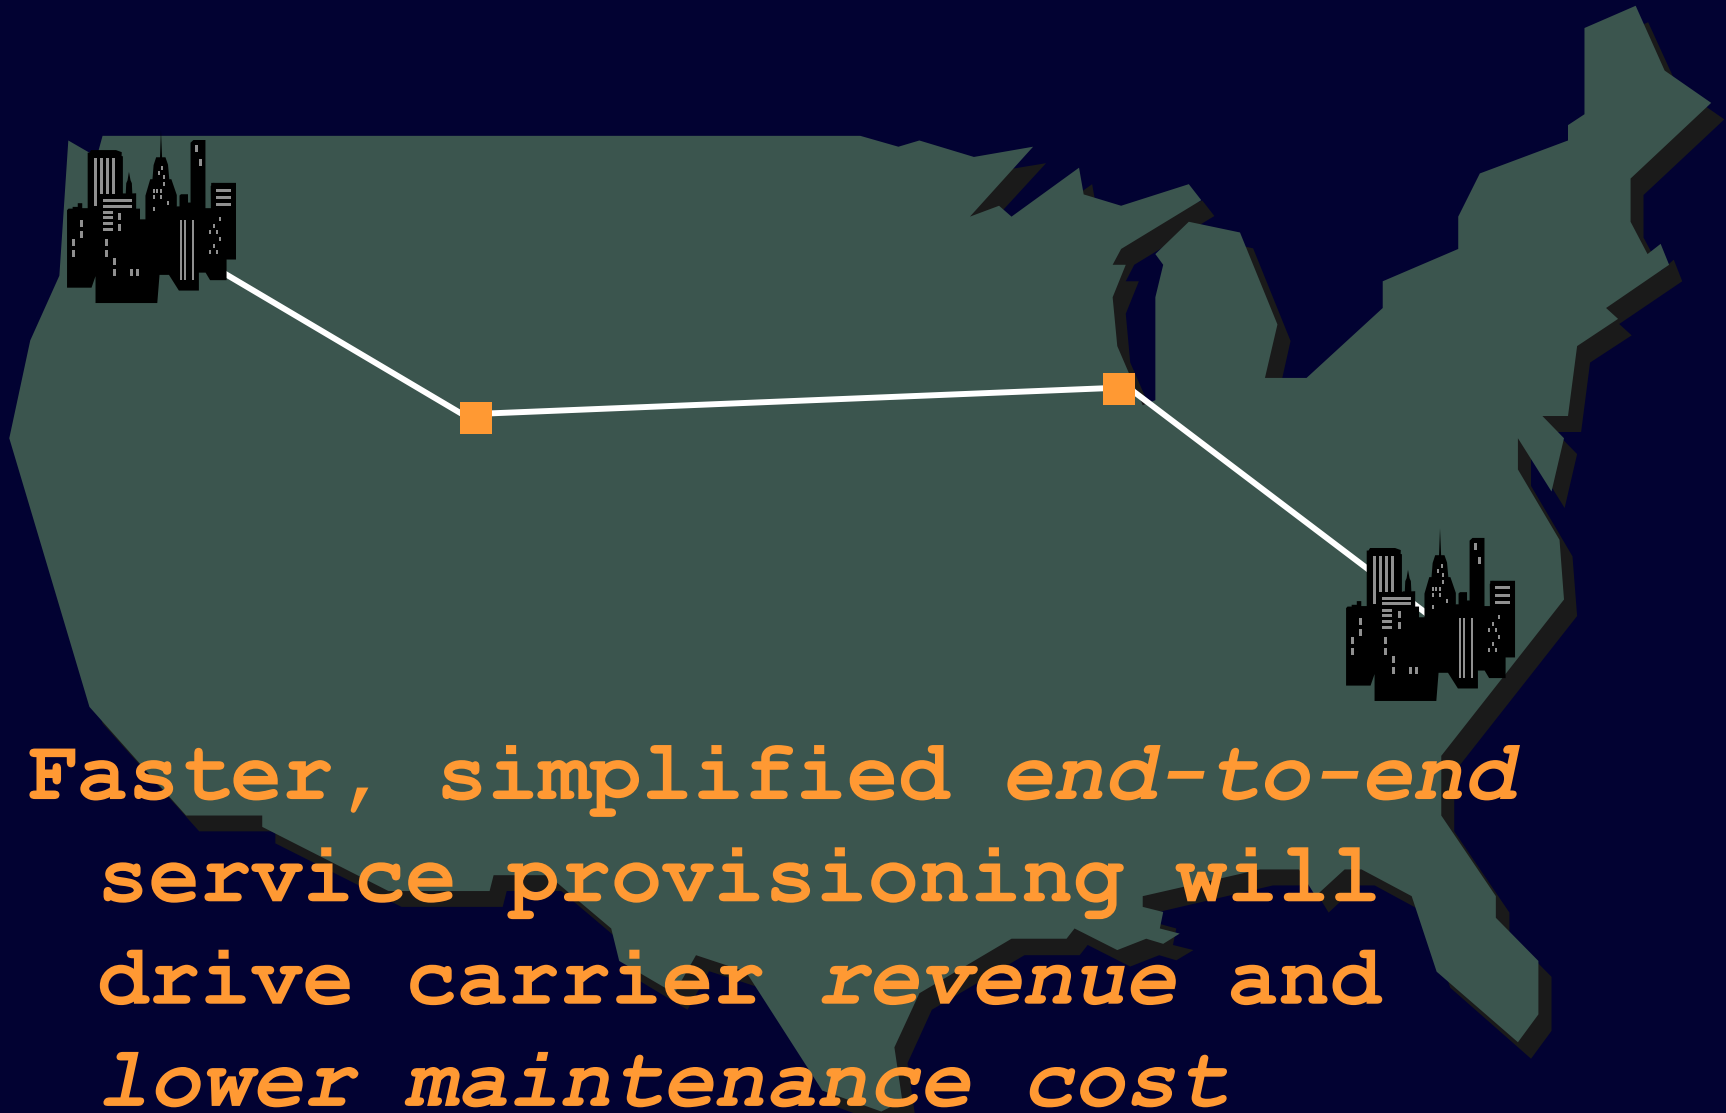 Faster, simplified end-to-end
service provisioning will
drive carrier revenue and
lower maintenance cost